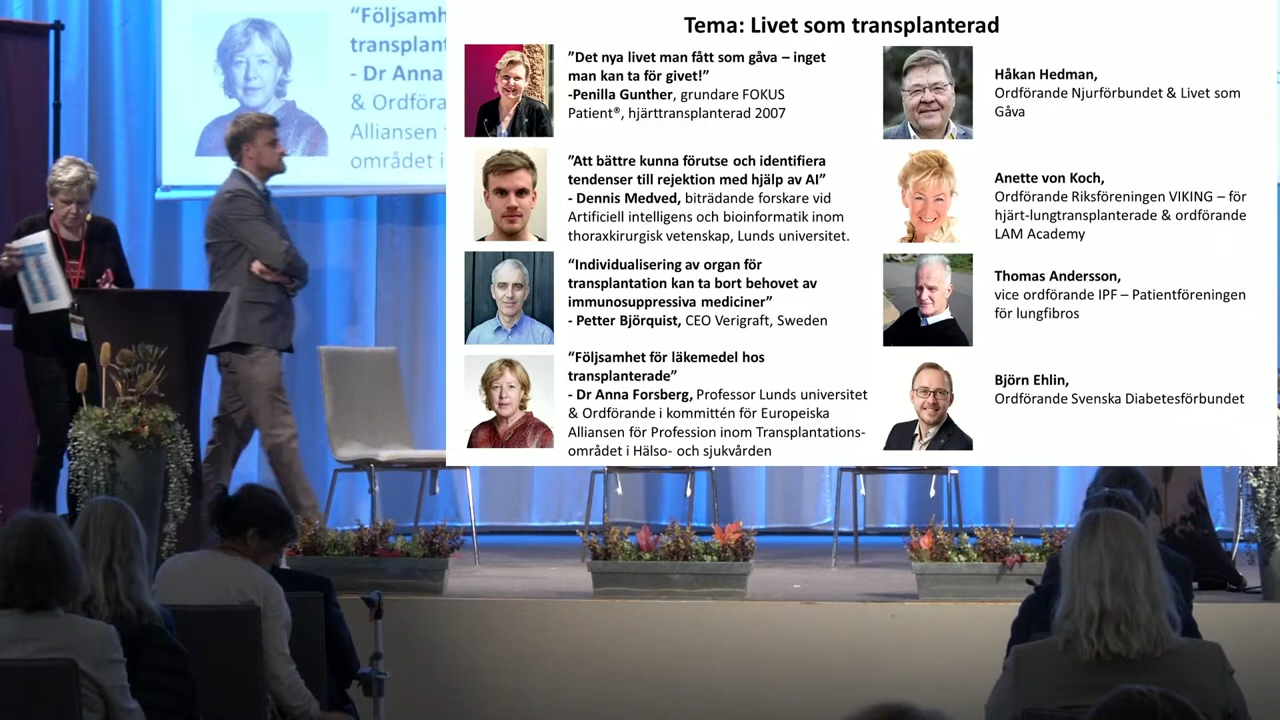 “Följsamh
transplant
- Dr Anna
& Ordföra
Alliansen
området i
Tema: Livet som transplanterad
”Det nya livet man fått som gåva – inget
man kan ta för givet!”
-Penilla Gunther, grundare FOKUS
Patient®, hjärttransplanterad 2007
”Att bättre kunna förutse och identifiera
tendenser till rejektion med hjälp av AI”
- Dennis Medved, biträdande forskare vid
Artificiell intelligens och bioinformatik inom
thoraxkirurgisk vetenskap, Lunds universitet.
“Individualisering av organ för
transplantation kan ta bort behovet av
immunosuppressiva mediciner”
- Petter Björquist, CEO Verigraft, Sweden
“Följsamhet för läkemedel hos
transplanterade”
- Dr Anna Forsberg, Professor Lunds universitet
& Ordförande i kommittén för Europeiska
Alliansen för Profession inom Transplantations-
området i Hälso- och sjukvården
Håkan Hedman,
Ordförande Njurförbundet & Livet som
Gåva
Anette von Koch,
Ordförande Riksföreningen VIKING – för
hjärt-lungtransplanterade & ordförande
LAM Academy
Thomas Andersson,
vice ordförande IPF – Patientföreningen
för lungfibros
Björn Ehlin,
Ordförande Svenska Diabetesförbundet